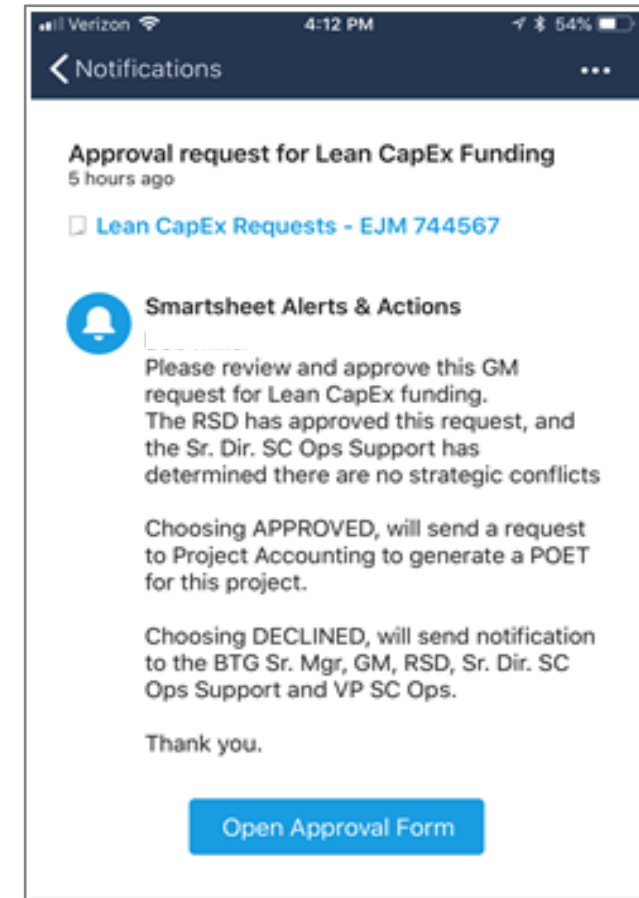 Verizon 4:12 PM 54%
Notifications
Approval request for Lean CapEx Funding
5 hours ago
Lean CapEx Requests - EJM 744567
Smartsheet Alerts & Actions
Please review and approve this GM
request for Lean CapEx funding.
The RSD has approved this request, and
the Sr. Dir. SC Ops Support has
determined there are no strategic conflicts
Choosing APPROVED, will send a request
to Project Accounting to generate a POET
for this project.
Choosing DECLINED, will send notification
to the BTG Sr. Mgr, GM, RSD, Sr. Dir. SC
Ops Support and VP SC Ops.
Thank you.
Open Approval Form